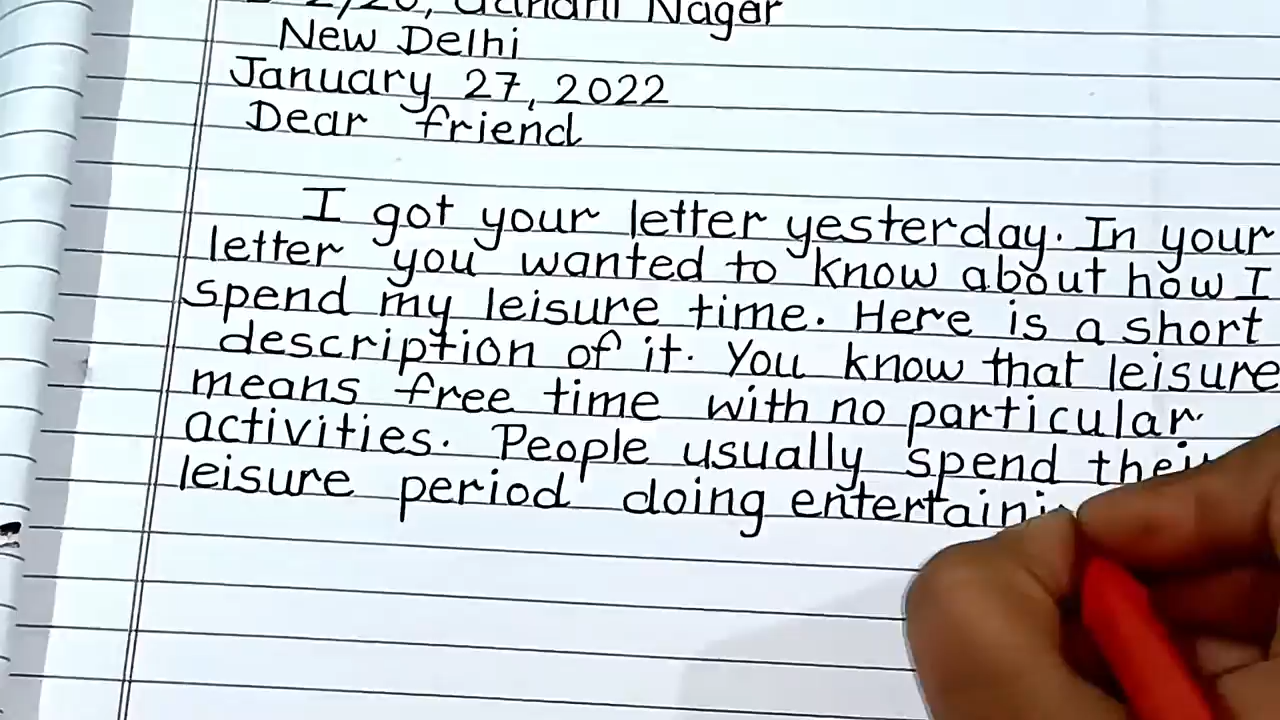 Gandhi Nagar
New Delhi
January 27, 2022
Dear friend
I got your letter yesterday. In your
letter you wanted to know about how I
spend my leisure time. Here is a short
description of it. You know that leisure
means free time with no particular
activities. People usually spend their
leisure period doing entertaini